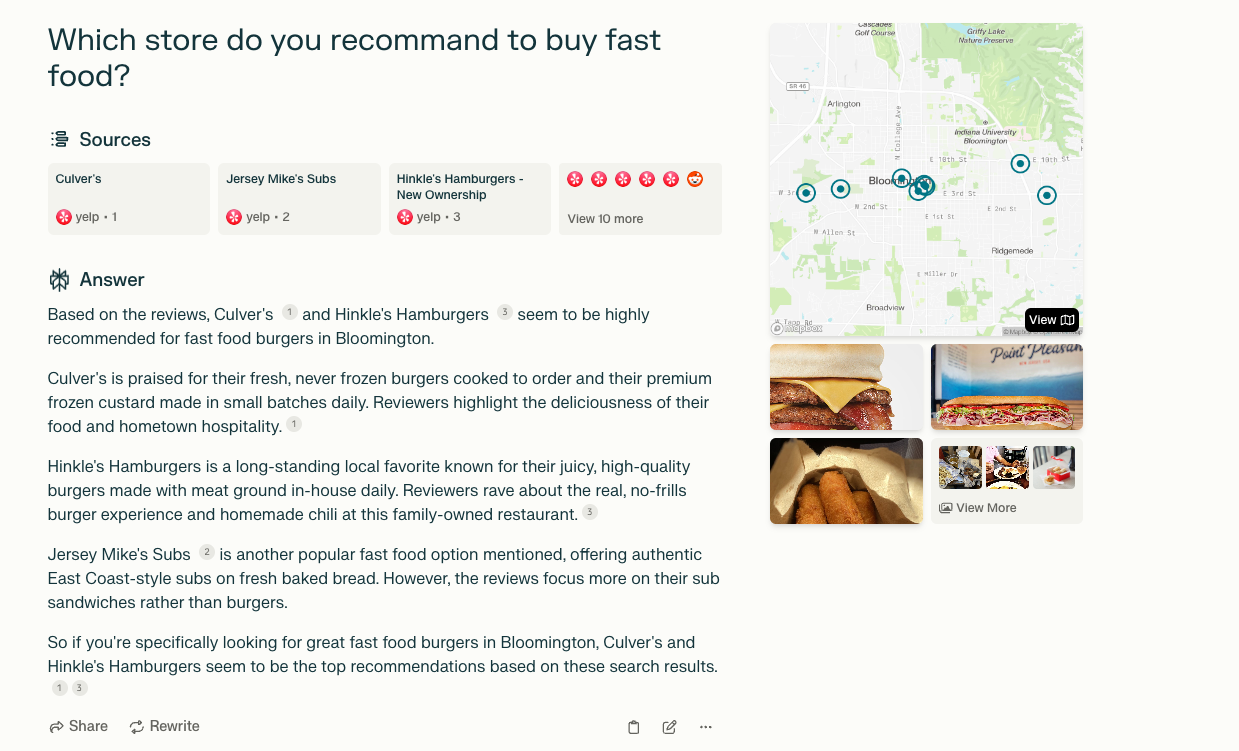 Which store do you recommand to buy fast
food?
Sources
Culver's
yelp • 1
Jersey Mike's Subs
yelp • 2
Hinkle's Hamburgers -
New Ownership
yelp • 3
View 10 more
Answer
Based on the reviews, Culver's 1 and Hinkle's Hamburgers 3 seem to be highly
recommended for fast food burgers in Bloomington.
Culver's is praised for their fresh, never frozen burgers cooked to order and their premium
frozen custard made in small batches daily. Reviewers highlight the deliciousness of their
food and hometown hospitality. 1
Hinkle's Hamburgers is a long-standing local favorite known for their juicy, high-quality
burgers made with meat ground in-house daily. Reviewers rave about the real, no-frills
burger experience and homemade chili at this family-owned restaurant. 3
Jersey Mike's Subs 2 is another popular fast food option mentioned, offering authentic
East Coast-style subs on fresh baked bread. However, the reviews focus more on their sub
sandwiches rather than burgers.
So if you're specifically looking for great fast food burgers in Bloomington, Culver's and
Hinkle's Hamburgers seem to be the top recommendations based on these search results.
1 3
Share
Rewrite
Cascades
Golf Course
Griffy Lake
Nature Preserve
SR 46
Arlington
N College Ave
Indiana University
Bloomington
E 10th St
E 10th St
Bloomington
W 3rd
E 3rd St
W 2nd St
E 2nd St
E 1st St
W Allen St
Ridgemede
E Miller Dr
Broadview
W Tapp Rd
mapbox
View
Point Pleasan
View More